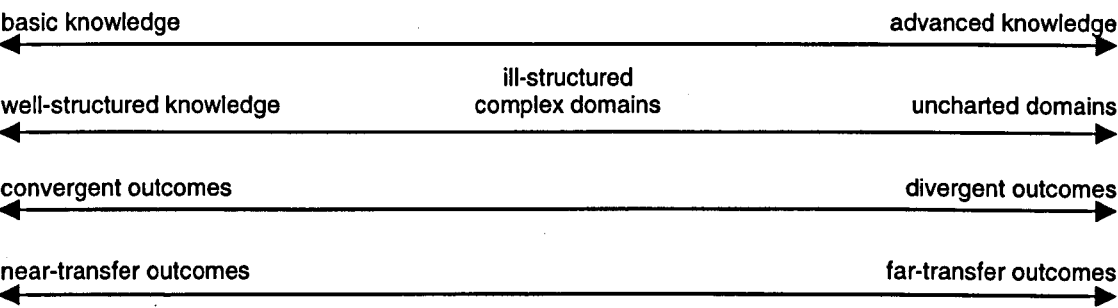 basic knowledge
advanced knowledge
ill-structured
well-structured knowledge
complex domains
uncharted domains
convergent outcomes
divergent outcomes
near-transfer outcomes
far-transfer outcomes